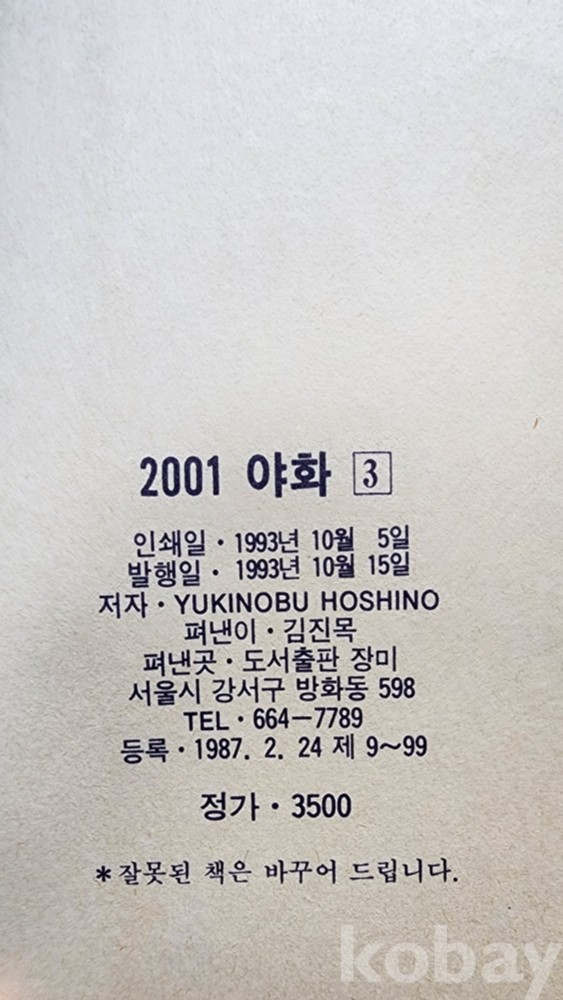 2001 야화 3
인쇄일・1993년 10월 5일
발행일・1993년 10월 15일
저자・YUKINOBU HOSHINO
펴낸이・김진목
펴낸곳・도서출판 장미
서울시 강서구 방화동 598
TEL・664-7789
등록・1987. 2. 24 제 9~99
정가・3500
*잘못된 책은 바꾸어 드립니다.
kobay